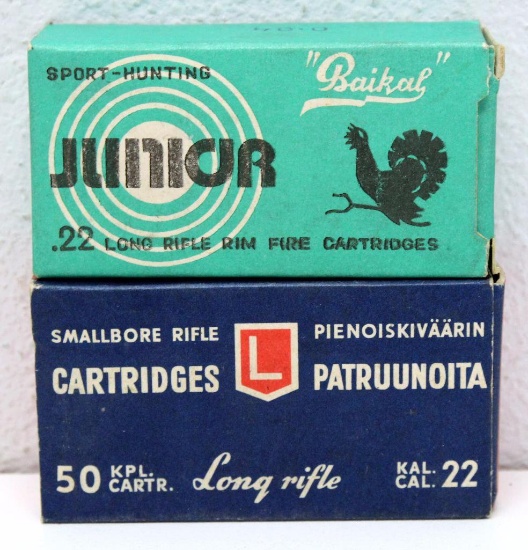 SPORT-HUNTING
"Baikal"
JUNIOR
.22 LONG RIFLE RIM FIRE CARTRIDGES
SMALLBORE RIFLE
CARTRIDGES
L
PIENOISKIVÄÄRIN
PATRUUNOITA
50 KPL.
CARTR.
Long rifle
KAL.
CAL. 22